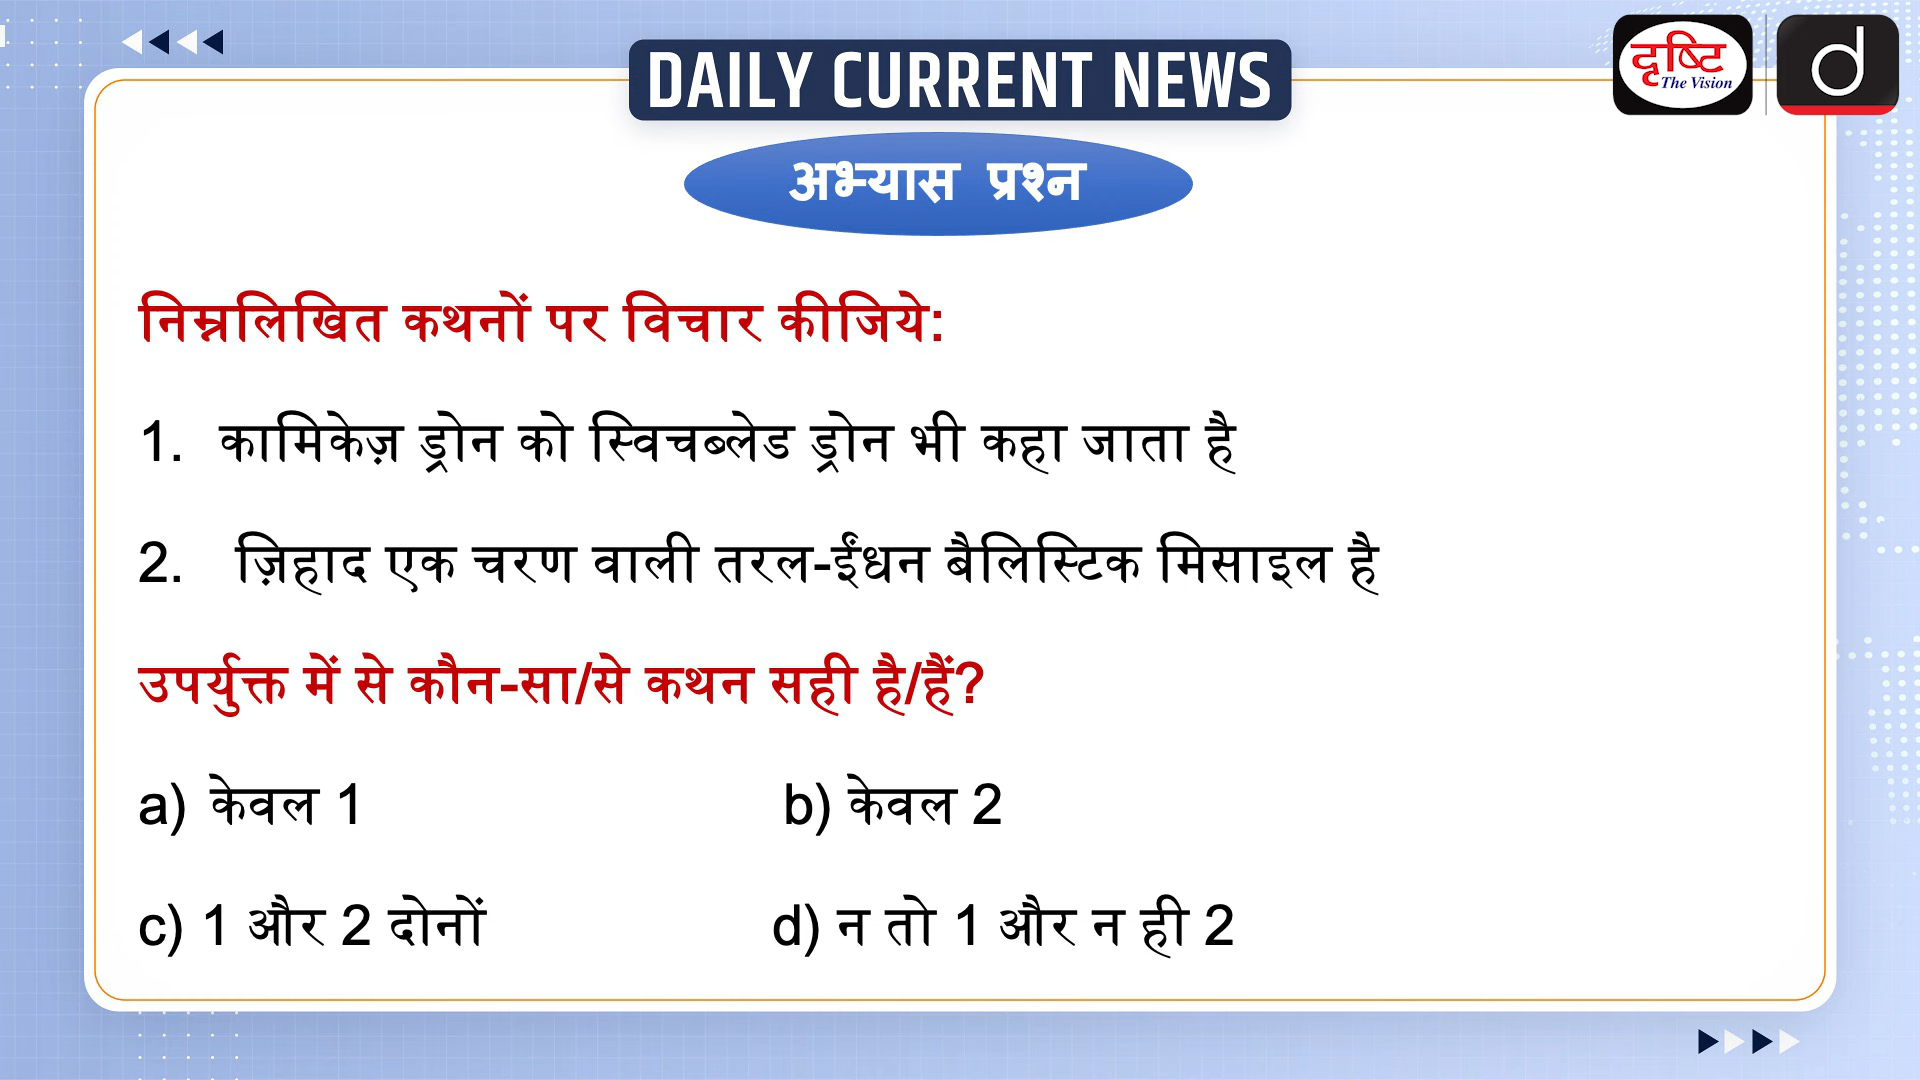 DAILY CURRENT NEWS
दृष्टि
The Vision
d
अभ्यास प्रश्न
निम्नलिखित कथनों पर विचार कीजिये:
1. कामिकेज़ ड्रोन को स्विचब्लेड ड्रोन भी कहा जाता है
2. ज़िहाद एक चरण वाली तरल-ईंधन बैलिस्टिक मिसाइल है
उपर्युक्त में से कौन-सा/से कथन सही है/हैं?
a) केवल 1 b) केवल 2
c) 1 और 2 दोनों d) न तो 1 और न ही 2